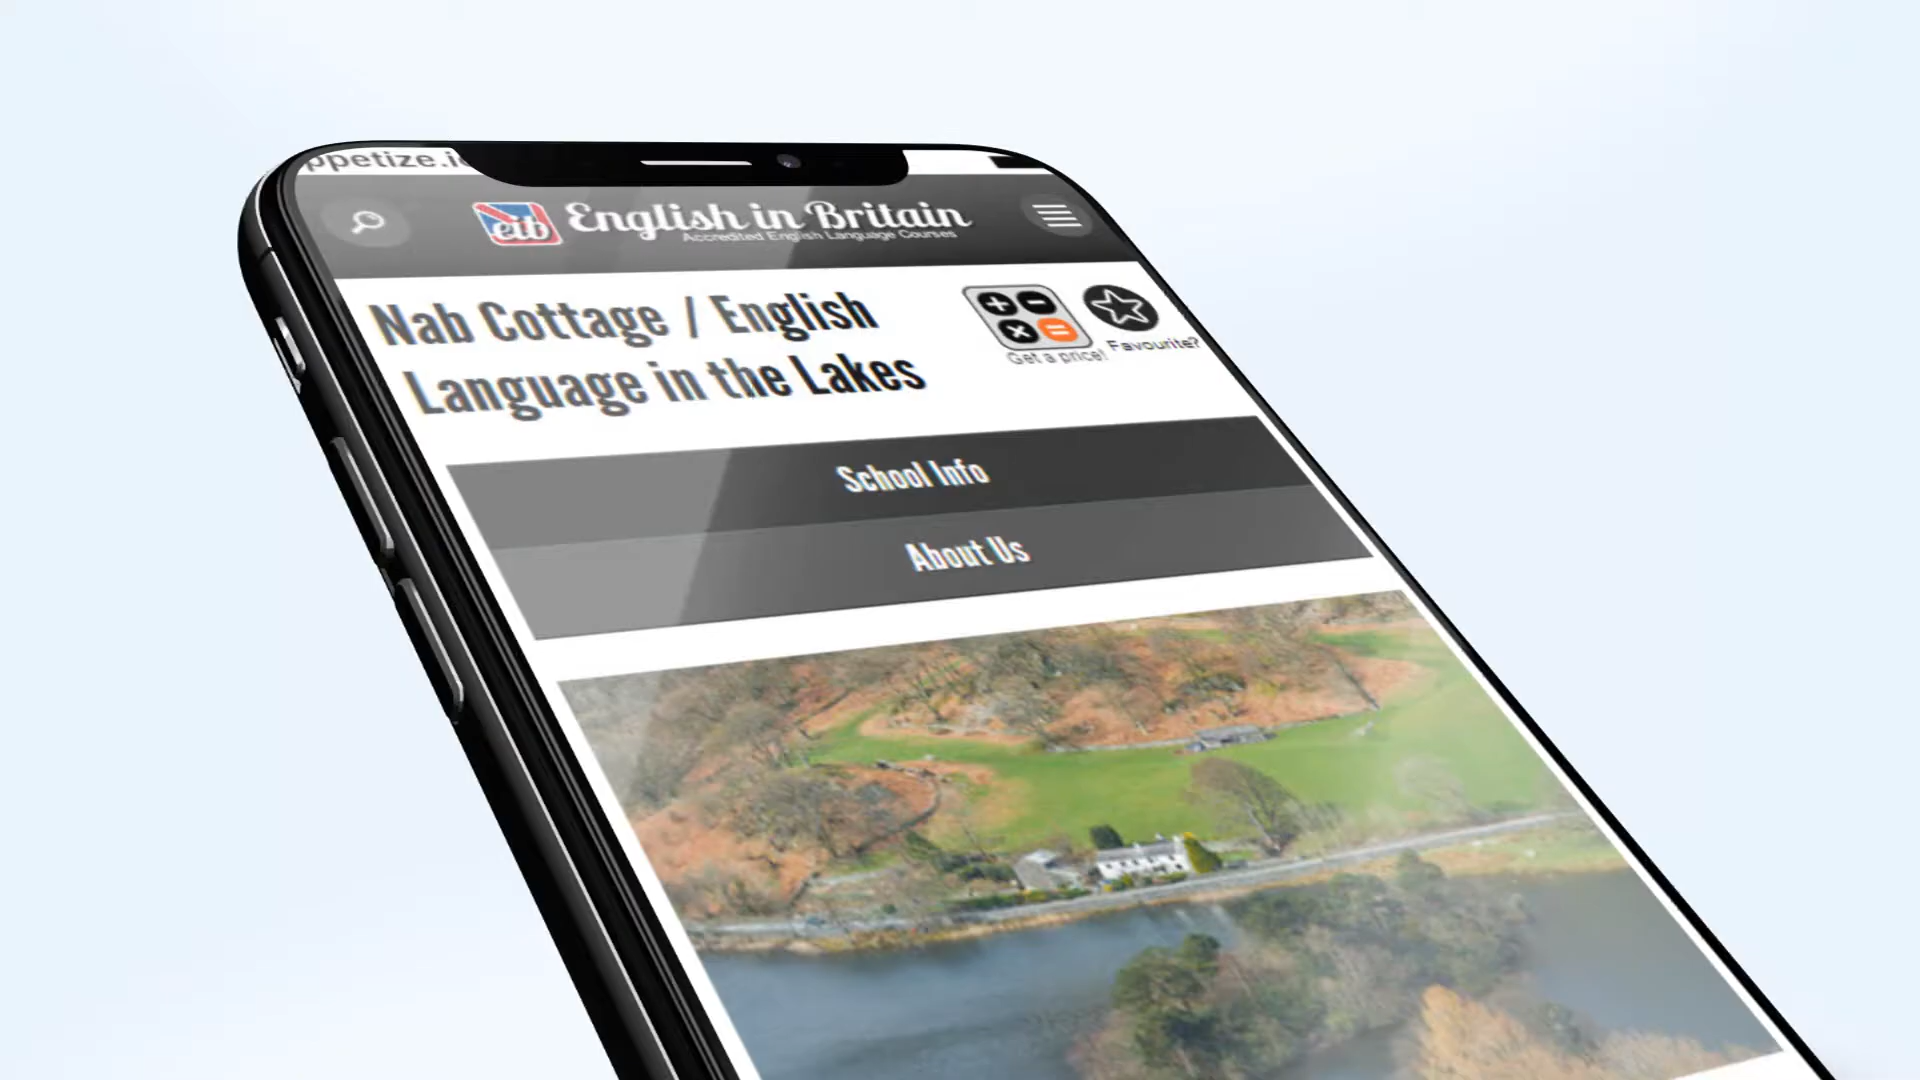 ppetize.i
eib English in Britain
Accredited English Language Courses
Nab Cottage / English
Language in the Lakes
Get a price!
Favourite?
School Info
About Us